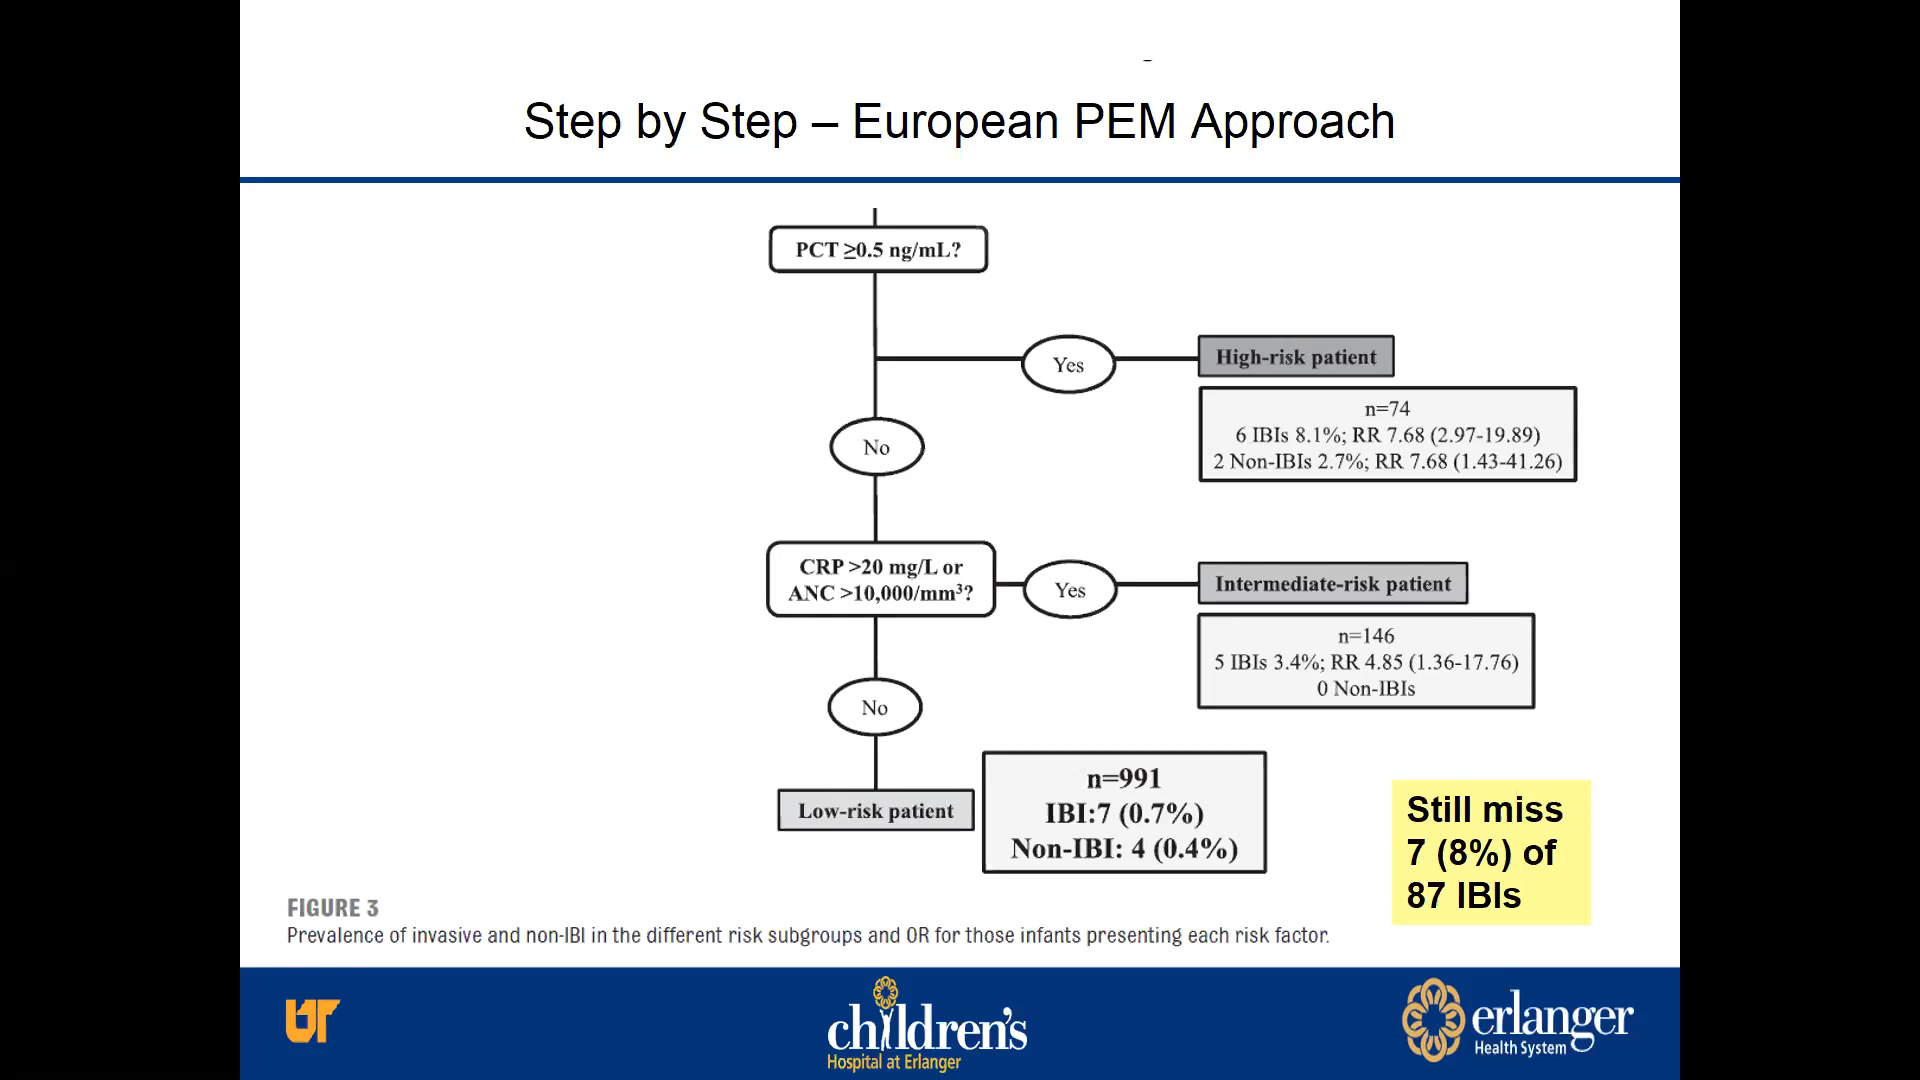 Step by Step – European PEM Approach
PCT ≥0.5 ng/mL?
Yes
High-risk patient
n=74
6 IBIs 8.1%; RR 7.68 (2.97-19.89)
2 Non-IBIs 2.7%; RR 7.68 (1.43-41.26)
No
CRP >20 mg/L or
ANC >10,000/mm³?
Yes
Intermediate-risk patient
n=146
5 IBIs 3.4%; RR 4.85 (1.36-17.76)
0 Non-IBIs
No
Low-risk patient
n=991
IBI:7 (0.7%)
Non-IBI: 4 (0.4%)
Still miss
7 (8%) of
87 IBIs
FIGURE 3
Prevalence of invasive and non-IBI in the different risk subgroups and OR for those infants presenting each risk factor.
UT
children's
Hospital at Erlanger
erlanger
Health System